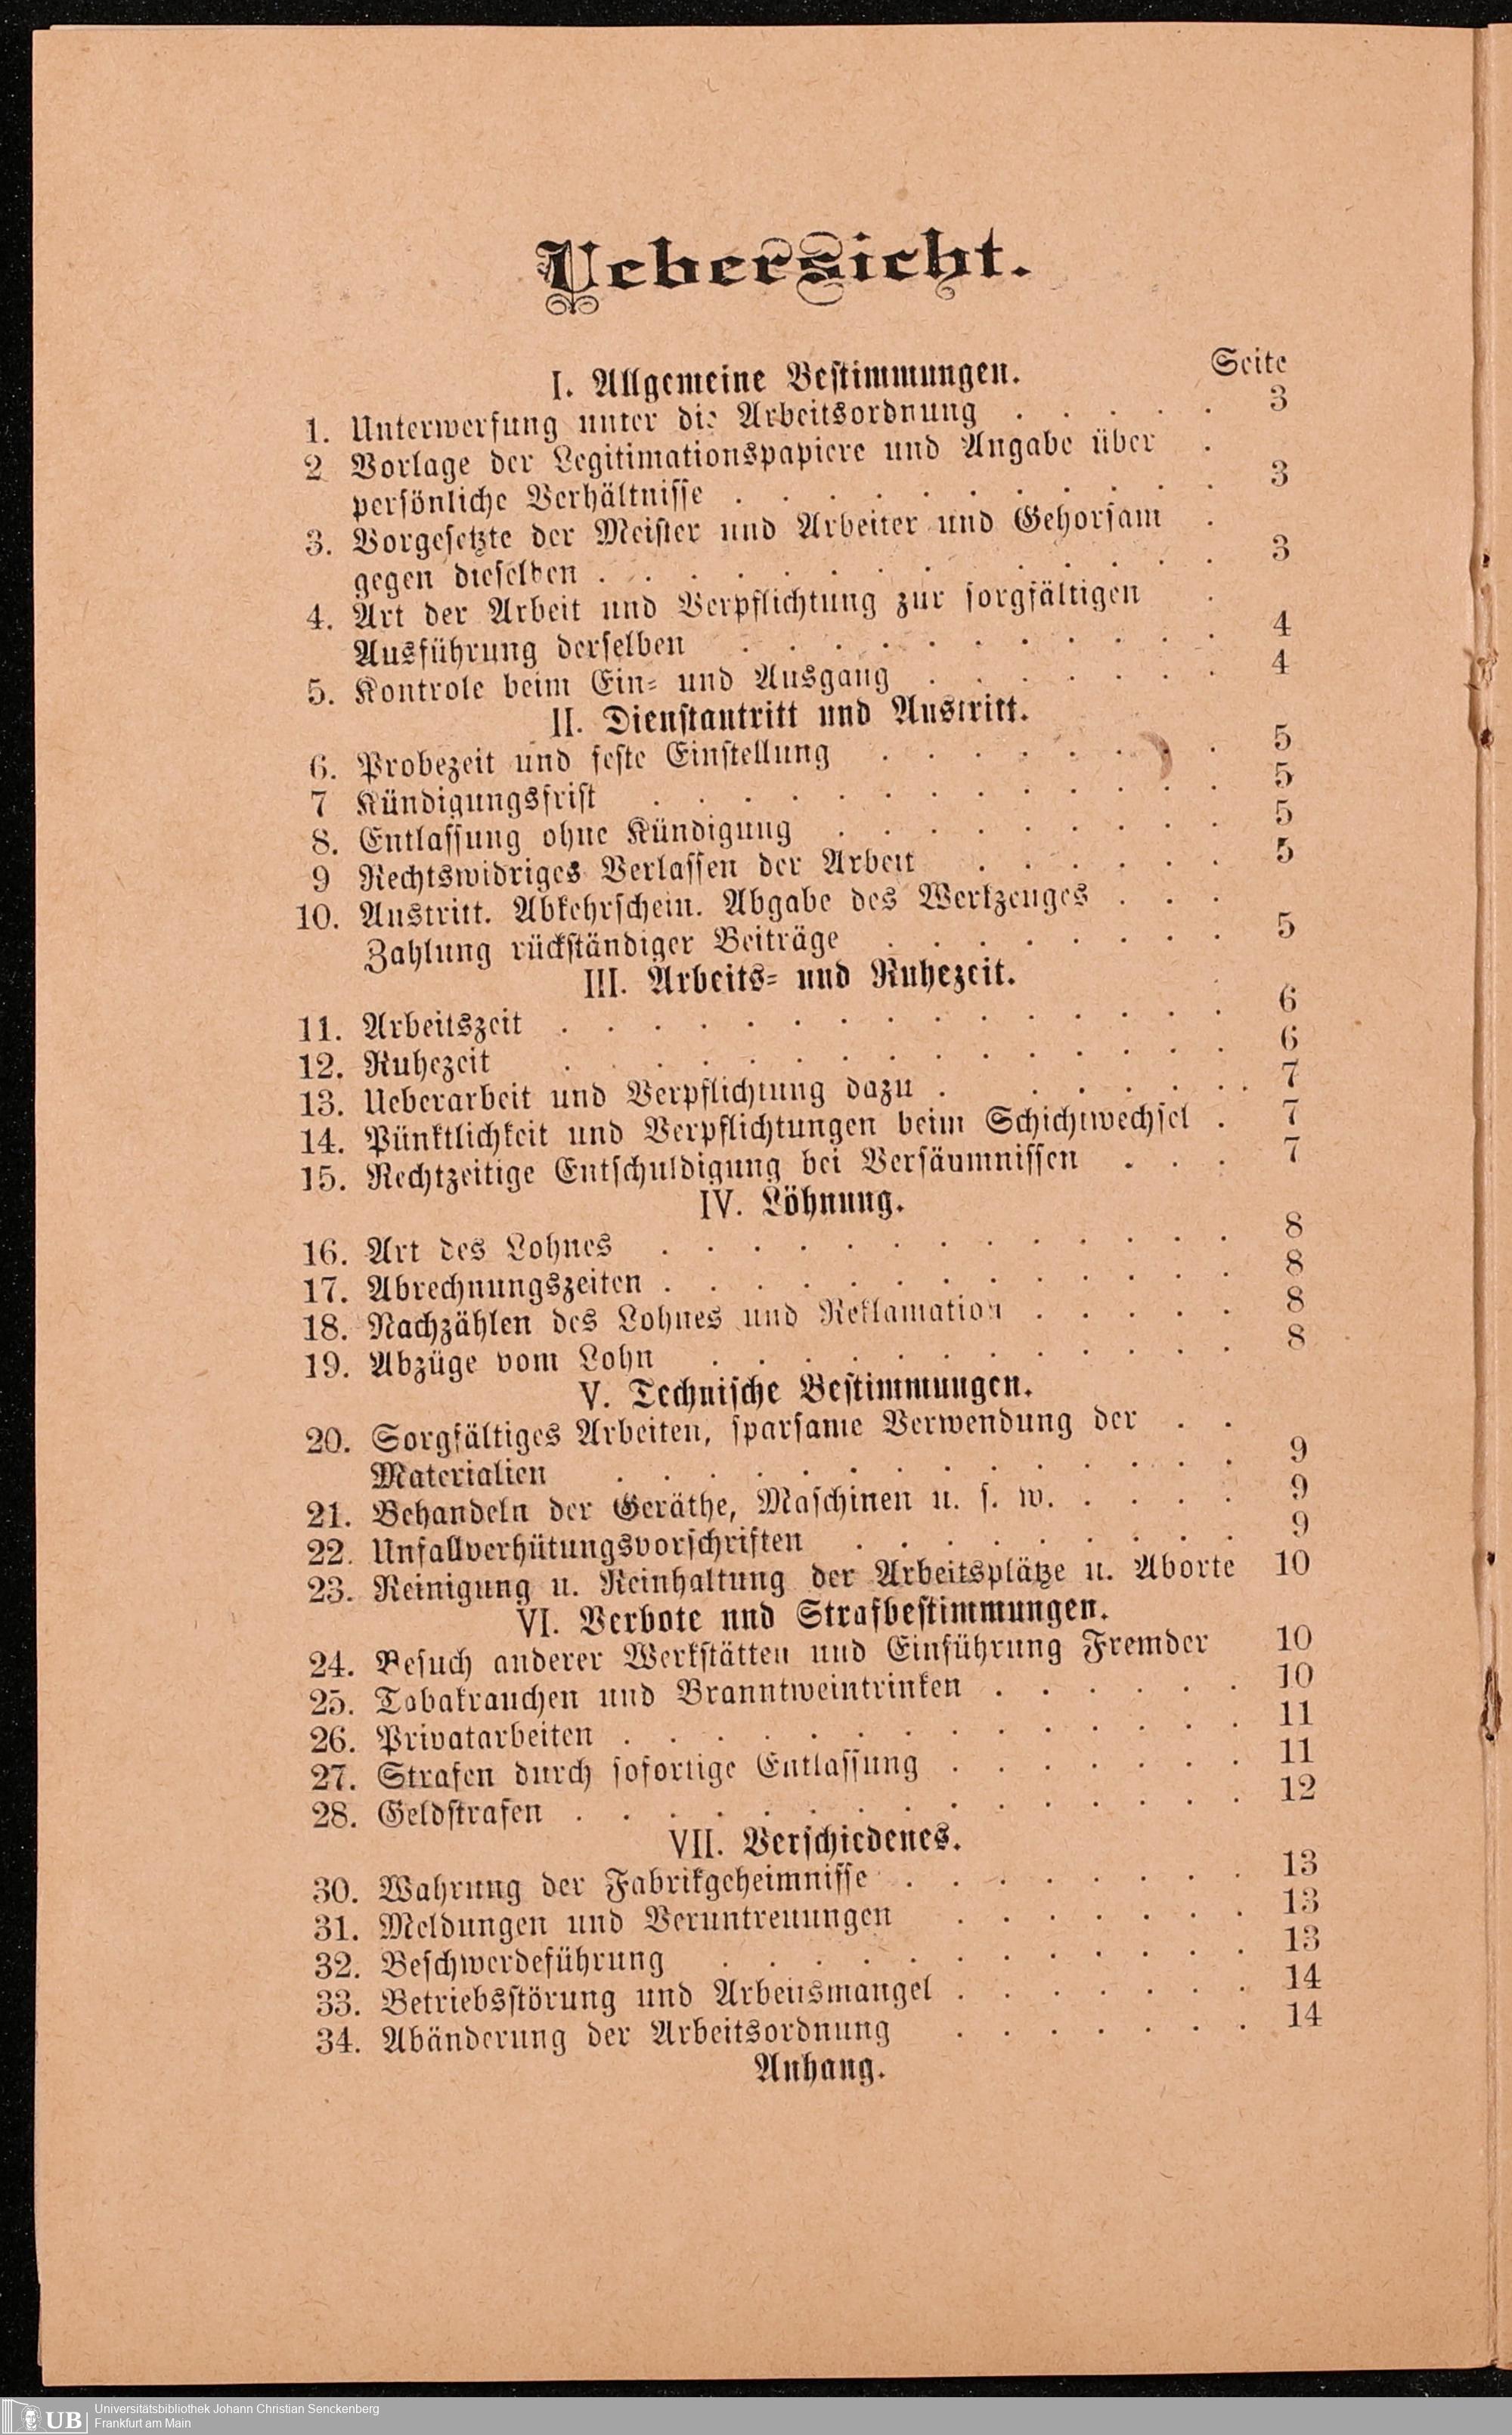 Uebersicht.
Seite
I. Allgemeine Bestimmungen.
1. Unterwerfung unter die Arbeitsordnung . . . . . 3
2 Vorlage der Legitimationspapiere und Angabe über .
persönliche Verhältnisse . . . . . . . . . . . 3
3. Vorgesetzte der Meister und Arbeiter und Gehorsam .
gegen dieselben . . . . . . . . . . . . . . 3
4. Art der Arbeit und Verpflichtung zur sorgfältigen .
Ausführung derselben . . . . . . . . . . . 4
5. Kontrole beim Ein- und Ausgang . . . . . . . 4
II. Dienstantritt und Austritt.
6. Probezeit und feste Einstellung . . . . . . . . 5
7 Kündigungsfrist . . . . . . . . . . . . . 5
8. Entlassung ohne Kündigung . . . . . . . . . 5
9 Rechtswidriges Verlassen der Arbeit . . . . . . 5
10. Austritt. Abkehrschein. Abgabe des Werkzeuges . . .
Zahlung rückständiger Beiträge . . . . . . . . 5
III. Arbeits- und Ruhezeit.
11. Arbeitszeit . . . . . . . . . . . . . . . 6
12. Ruhezeit . . . . . . . . . . . . . . . 6
13. Ueberarbeit und Verpflichtung dazu . . . . . . . 7
14. Pünktlichkeit und Verpflichtungen beim Schichtwechsel . 7
15. Rechtzeitige Entschuldigung bei Versäumnissen . . . 7
IV. Löhnung.
16. Art des Lohnes . . . . . . . . . . . . . 8
17. Abrechnungszeiten . . . . . . . . . . . . . 8
18. Nachzählen des Lohnes und Reklamation . . . . . 8
19. Abzüge vom Lohn . . . . . . . . . . . . 8
V. Technische Bestimmungen.
20. Sorgfältiges Arbeiten, sparsame Verwendung der . .
Materialien . . . . . . . . . . . . . . 9
21. Behandeln der Geräthe, Maschinen u. s. w. . . . . 9
22. Unfallverhütungsvorschriften . . . . . . . . . 9
23. Reinigung u. Reinhaltung der Arbeitsplätze u. Aborte 10
VI. Verbote und Strafbestimmungen.
24. Besuch anderer Werkstätten und Einführung Fremder 10
25. Tabakrauchen und Branntweintrinken . . . . . . 10
26. Privatarbeiten . . . . . . . . . . . . . . 11
27. Strafen durch sofortige Entlassung . . . . . . . 11
28. Geldstrafen . . . . . . . . . . . . . . . 12
VII. Verschiedenes.
30. Wahrung der Fabrikgeheimnisse . . . . . . . . 13
31. Meldungen und Veruntreuungen . . . . . . . 13
32. Beschwerdeführung . . . . . . . . . . . . 13
33. Betriebsstörung und Arbeitsmangel . . . . . . . 14
34. Abänderung der Arbeitsordnung . . . . . . . 14
Anhang.
UB
Universitätsbibliothek Johann Christian Senckenberg
Frankfurt am Main